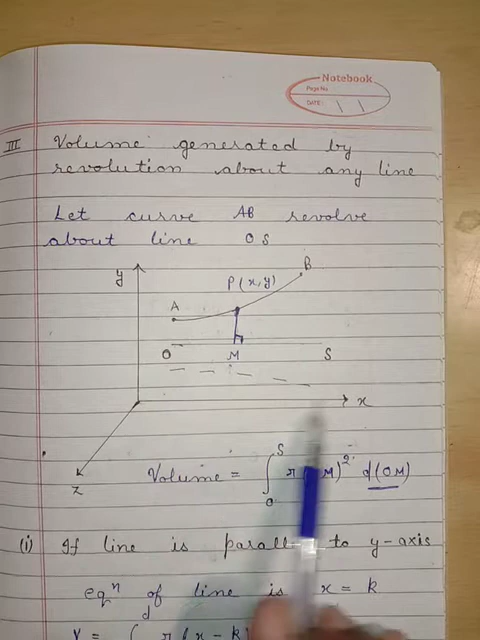 Notebook
Page No
DATE:
III Volume generated by
revolution about any line
Let curve AB revolve
about line OS
y
B
P(x,y)
A
O M S
x
z
S
Volume = ∫ π ( M)² d(OM)
O
(i) If line is parall to y-axis
eqⁿ of line is x = k
d
V = ∫ π (x - k)